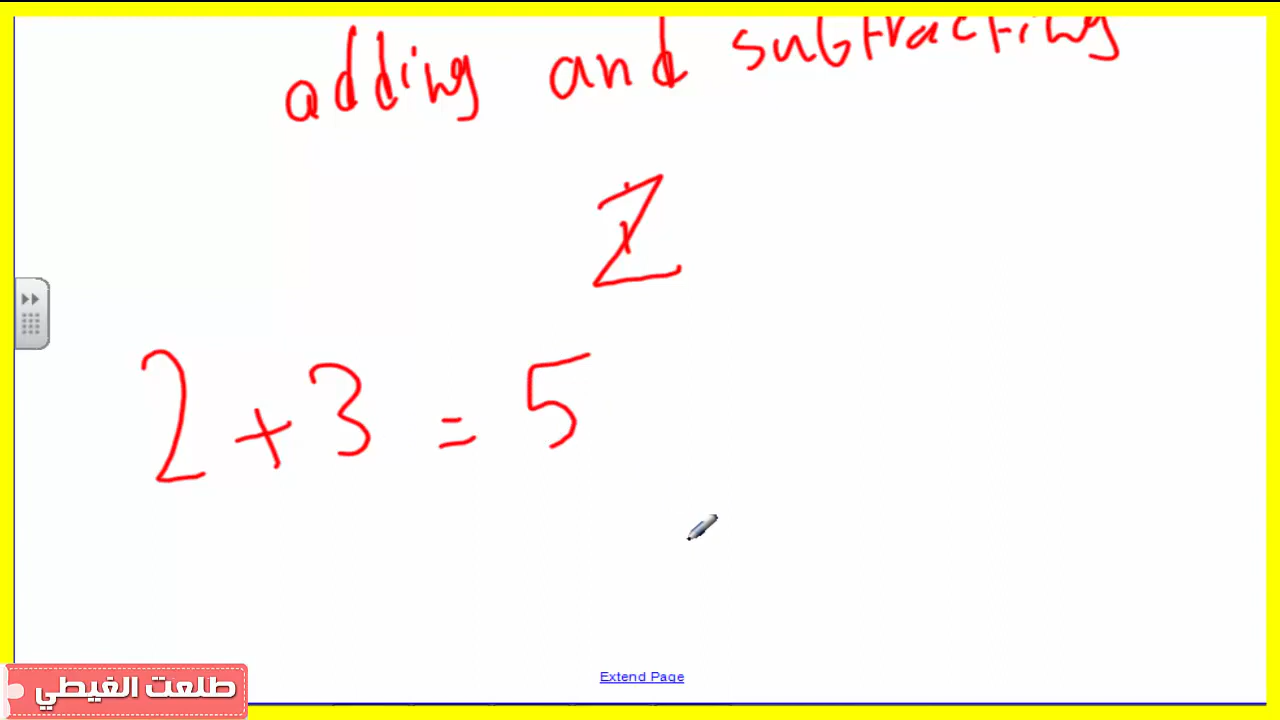 adding and subtracting
Z
2 + 3 = 5
Extend Page
طلعت الغيطي